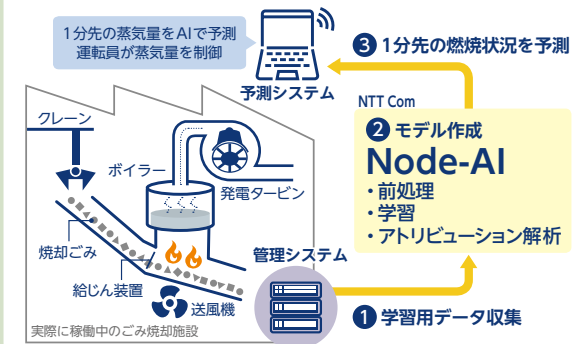 1分先の蒸気量をAIで予測
運転員が蒸気量を制御
予測システム
❸ 1分先の燃焼状況を予測
NTT Com
❷ モデル作成
Node-AI
・前処理
・学習
・アトリビューション解析
クレーン
ボイラー
発電タービン
焼却ごみ
給じん装置
送風機
管理システム
❶ 学習用データ収集
実際に稼働中のごみ焼却施設